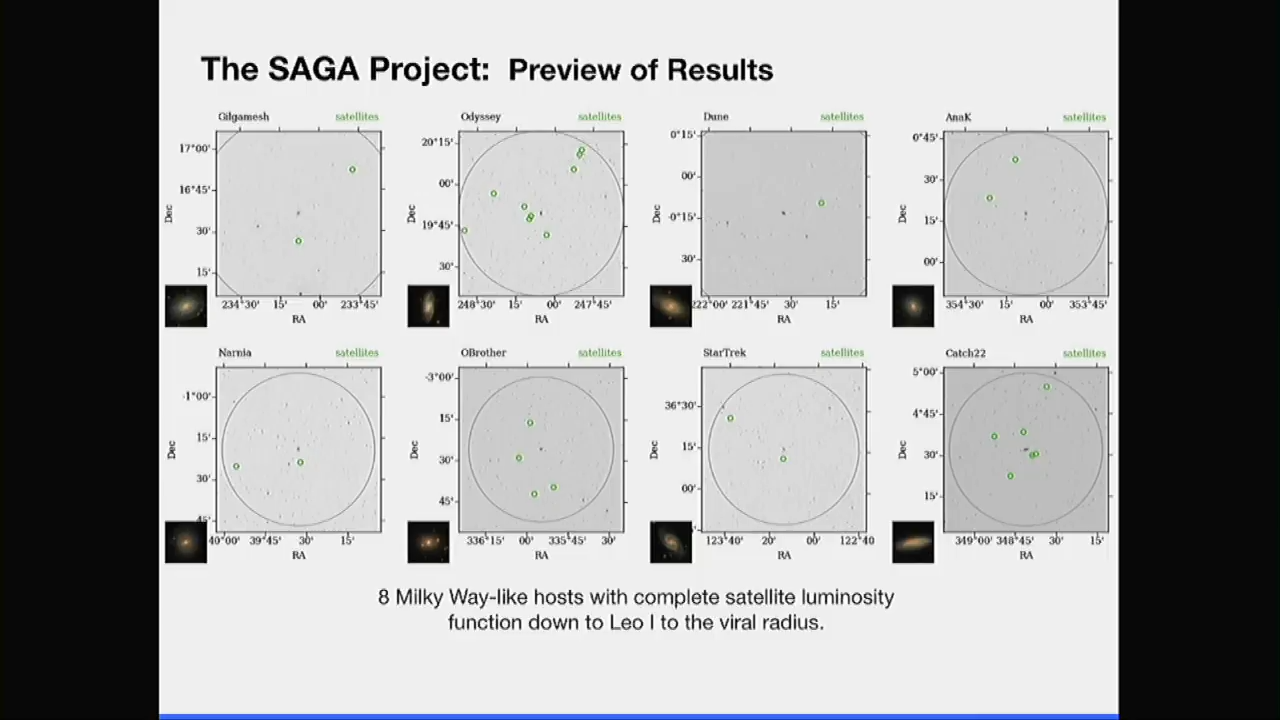 The SAGA Project: Preview of Results
Gilgamesh satellites
17°00'
16°45'
30'
15'
Dec
234°30' 15' 00' 233°45'
RA
Odyssey satellites
20°15'
00'
19°45'
30'
Dec
248°30' 15' 00' 247°45'
RA
Dune satellites
0°15'
00'
-0°15'
30'
Dec
222°00' 221°45' 30' 15'
RA
AnaK satellites
0°45'
30'
15'
00'
Dec
354°30' 15' 00' 353°45'
RA
Narnia satellites
-1°00'
15'
30'
45'
Dec
40°00' 39°45' 30' 15'
RA
OBrother satellites
-3°00'
15'
30'
45'
Dec
336°15' 00' 335°45' 30'
RA
StarTrek satellites
36°30'
15'
00'
Dec
123°40' 20' 00' 122°40
RA
Catch22 satellites
5°00'
4°45'
30'
15'
Dec
349°00' 348°45' 30' 15'
RA
8 Milky Way-like hosts with complete satellite luminosity
function down to Leo I to the viral radius.